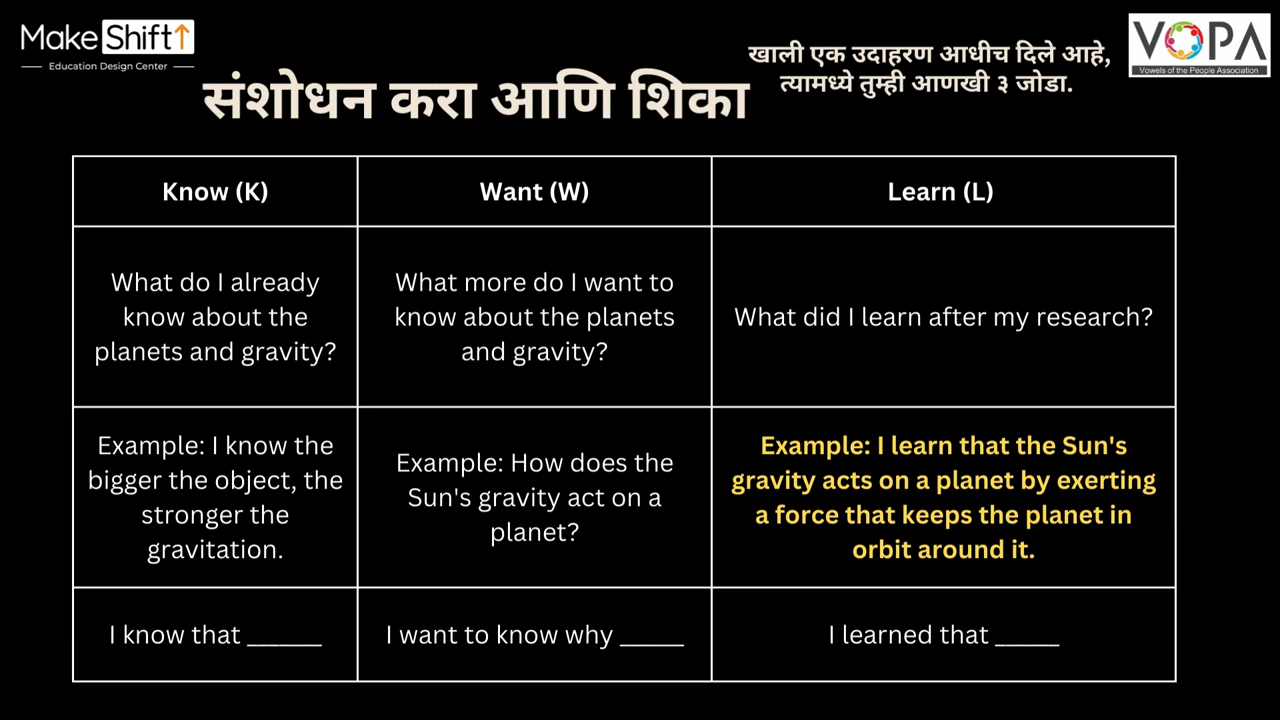 Make Shift↑
Education Design Center
संशोधन करा आणि शिका
खाली एक उदाहरण आधीच दिले आहे,
त्यामध्ये तुम्ही आणखी ३ जोडा.
VOPA
Vowels of the People Association
Know (K)
Want (W)
Learn (L)
What do I already
know about the
planets and gravity?
What more do I want to
know about the planets
and gravity?
What did I learn after my research?
Example: I know the
bigger the object, the
stronger the
gravitation.
Example: How does the
Sun's gravity act on a
planet?
Example: I learn that the Sun's
gravity acts on a planet by exerting
a force that keeps the planet in
orbit around it.
I know that ______
I want to know why _____
I learned that _____